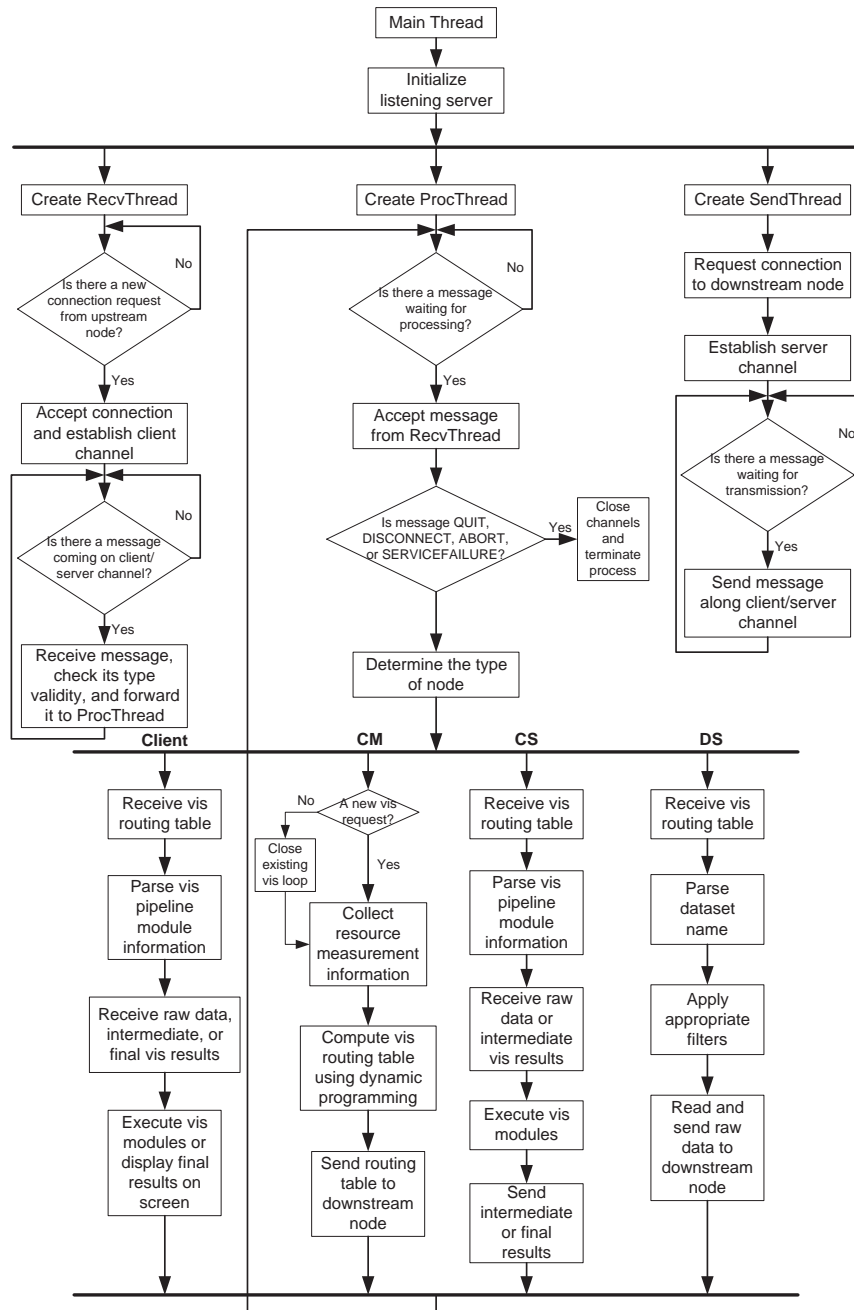 Main Thread
Initialize
listening server
Create RecvThread
Create ProcThread
Create SendThread
No
Is there a new
connection request
from upstream
node?
Yes
Accept connection
and establish client
channel
No
Is there a message
coming on client/
server channel?
Yes
Receive message,
check its type
validity, and forward
it to ProcThread
No
Is there a message
waiting for
processing?
Yes
Accept message
from RecvThread
Is message QUIT,
DISCONNECT, ABORT,
or SERVICEFAILURE?
Yes
Close
channels
and
terminate
process
Determine the type
of node
Request connection
to downstream node
Establish server
channel
No
Is there a message
waiting for
transmission?
Yes
Send message
along client/server
channel
Client
CM
CS
DS
Receive vis
routing table
Parse vis
pipeline
module
information
Receive raw data,
intermediate, or
final vis results
Execute vis
modules or
display final
results on
screen
No
A new vis
request?
Close
existing
vis loop
Yes
Collect
resource
measurement
information
Compute vis
routing table
using dynamic
programming
Send routing
table to
downstream
node
Receive vis
routing table
Parse vis
pipeline
module
information
Receive raw
data or
intermediate
vis results
Execute vis
modules
Send
intermediate
or final
results
Receive vis
routing table
Parse
dataset
name
Apply
appropriate
filters
Read and
send raw
data to
downstream
node